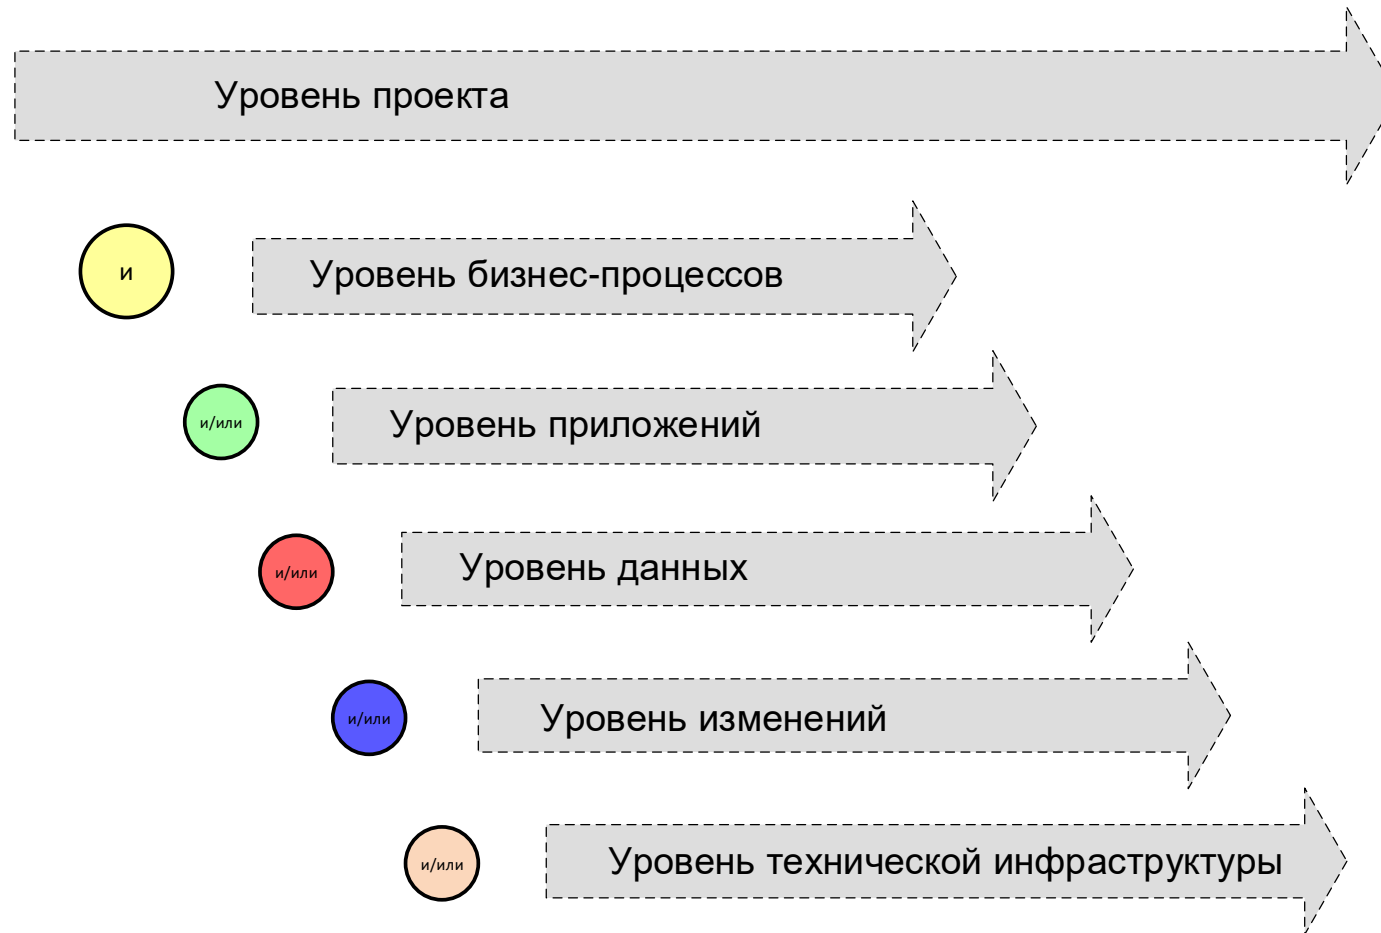 Уровень проекта
и
Уровень бизнес-процессов
и/или
Уровень приложений
и/или
Уровень данных
и/или
Уровень изменений
и/или
Уровень технической инфраструктуры